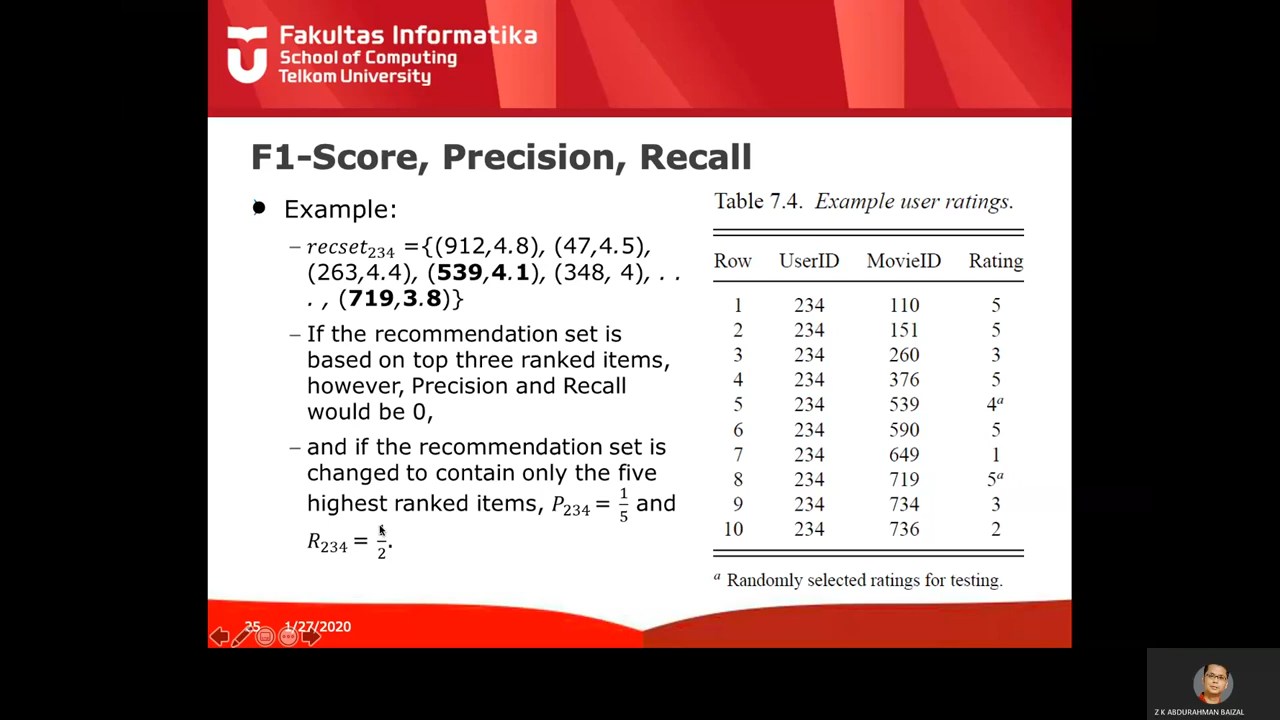 Fakultas Informatika
School of Computing
Telkom University
F1-Score, Precision, Recall
● Example:
– recset₂₃₄ ={(912,4.8), (47,4.5),
(263,4.4), (539,4.1), (348, 4), . .
. , (719,3.8)}
– If the recommendation set is
based on top three ranked items,
however, Precision and Recall
would be 0,
– and if the recommendation set is
changed to contain only the five
highest ranked items, P₂₃₄ = 1/5 and
R₂₃₄ = 1/2.
Table 7.4. Example user ratings.
Row UserID MovieID Rating
1 234 110 5
2 234 151 5
3 234 260 3
4 234 376 5
5 234 539 4ᵃ
6 234 590 5
7 234 649 1
8 234 719 5ᵃ
9 234 734 3
10 234 736 2
ᵃ Randomly selected ratings for testing.
25 1/27/2020
Z K ABDURAHMAN BAIZAL